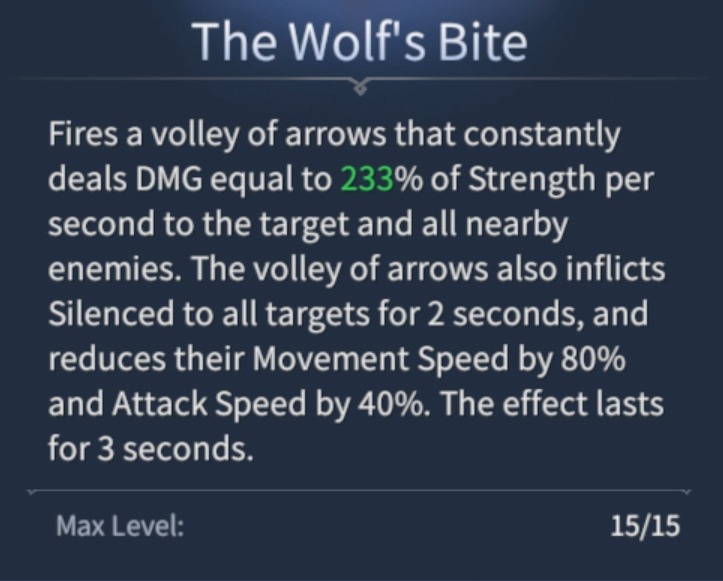 The Wolf's Bite
Fires a volley of arrows that constantly
deals DMG equal to 233% of Strength per
second to the target and all nearby
enemies. The volley of arrows also inflicts
Silenced to all targets for 2 seconds, and
reduces their Movement Speed by 80%
and Attack Speed by 40%. The effect lasts
for 3 seconds.
Max Level: 15/15